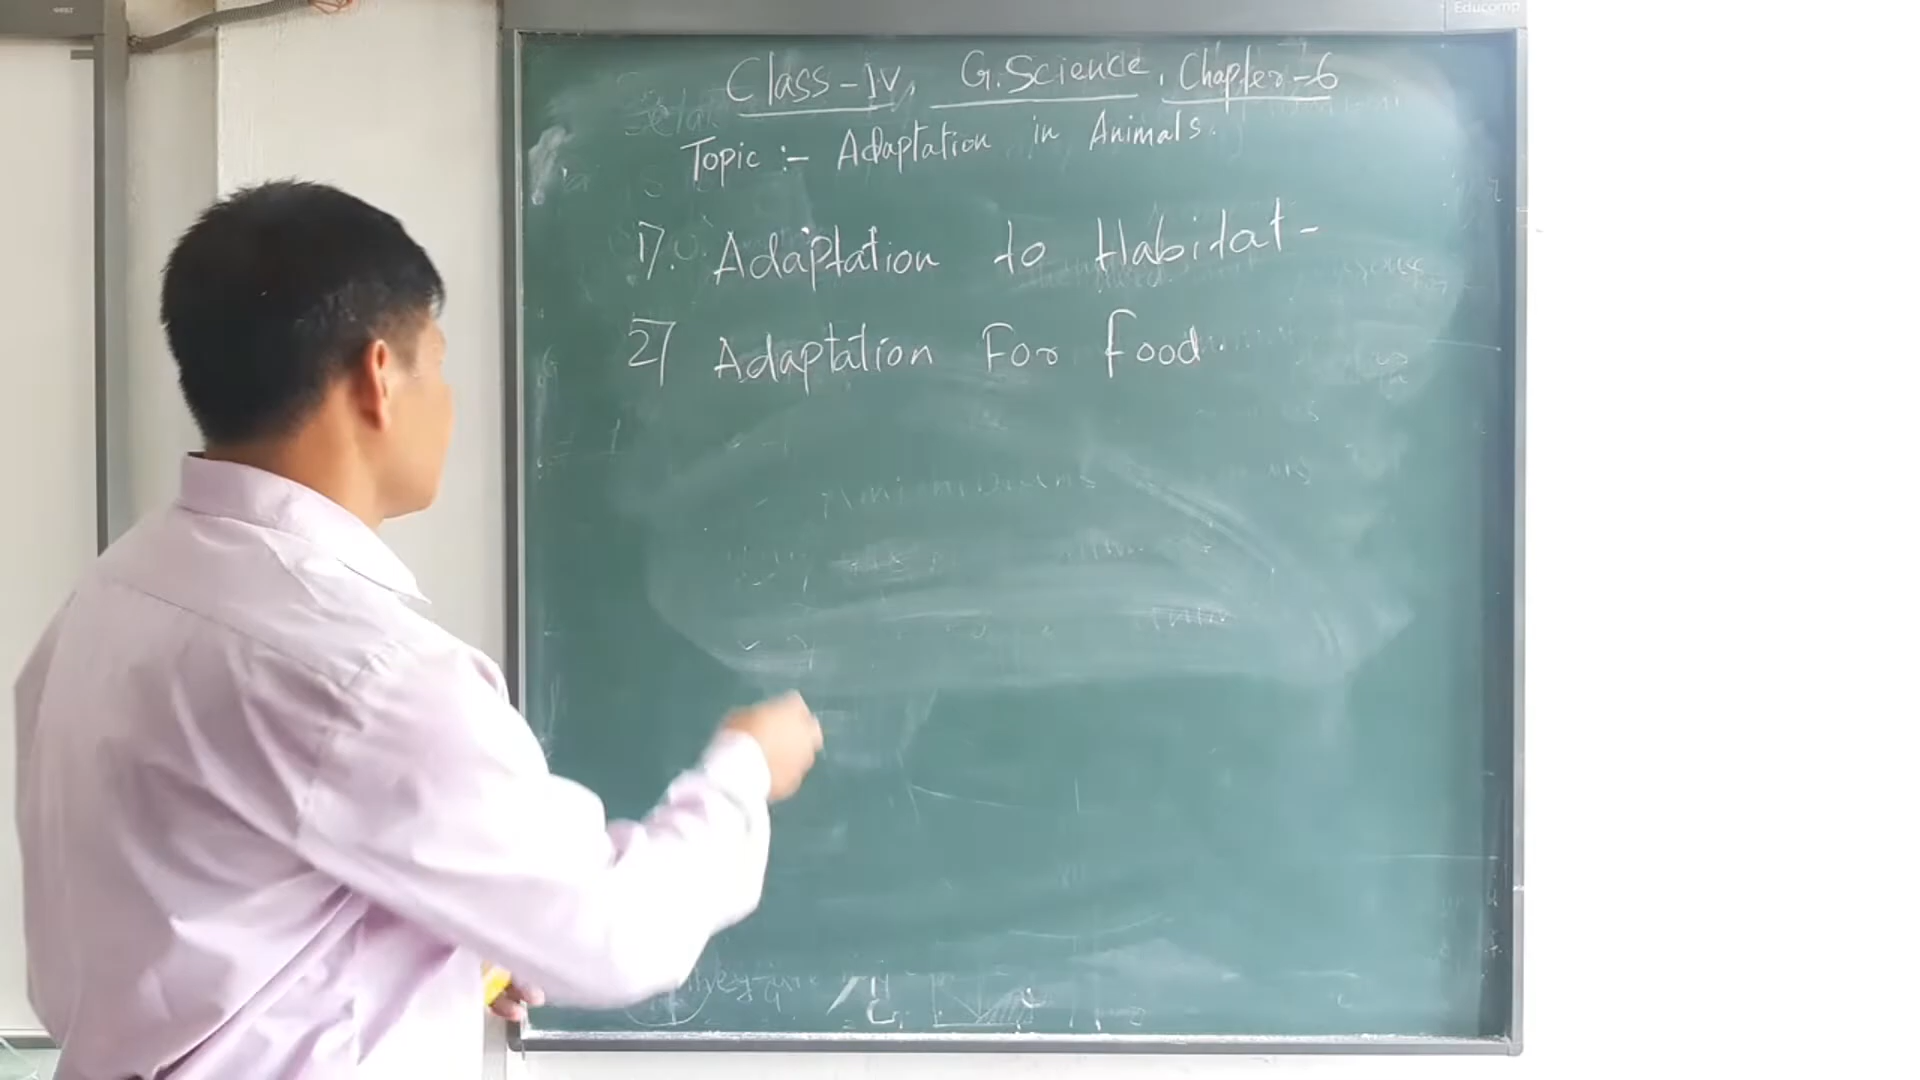 Educomp
Class-IV, G.Science, Chapter-6
Topic :- Adaptation in Animals.
1). Adaptation to Habitat-
2) Adaptation For food.